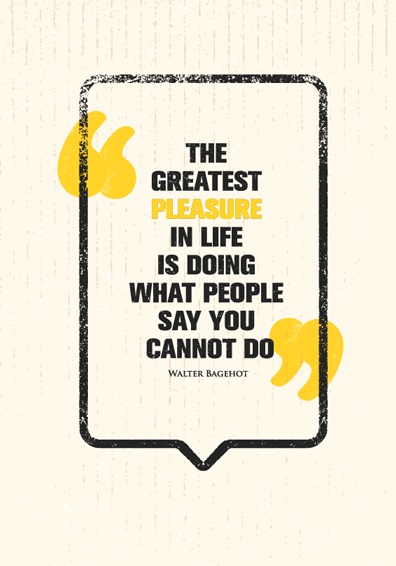 THE
GREATEST
PLEASURE
IN LIFE
IS DOING
WHAT PEOPLE
SAY YOU
CANNOT DO
WALTER BAGEHOT